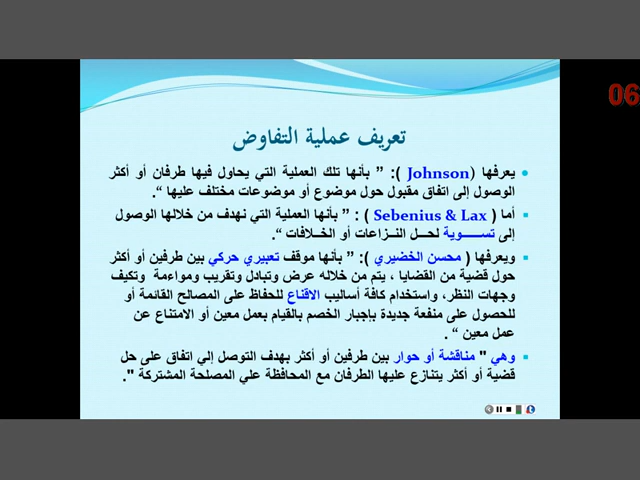 06
تعريف عملية التفاوض
يعرفها (Johnson ): ” بأنها تلك العملية التي يحاول فيها طرفان أو أكثر
الوصول إلى اتفاق مقبول حول موضوع أو موضوعات مختلف عليها “.
أما ( Sebenius & Lax ) : ” بأنها العملية التي نهدف من خلالها الوصول
إلى تســـــوية لحـــل النــزاعات أو الخــلافات “.
ويعرفها ( محسن الخضيري ): ” بأنها موقف تعبيري حركي بين طرفين أو أكثر
حول قضية من القضايا ، يتم من خلاله عرض وتبادل وتقريب ومواءمة وتكيف
وجهات النظر، واستخدام كافة أساليب الاقناع للحفاظ على المصالح القائمة أو
للحصول على منفعة جديدة بإجبار الخصم بالقيام بعمل معين أو الامتناع عن
عمل معين “ .
وهي " مناقشة أو حوار بين طرفين أو أكثر بهدف التوصل إلي اتفاق على حل
قضية أو أكثر يتنازع عليها الطرفان مع المحافظة علي المصلحة المشتركة ".